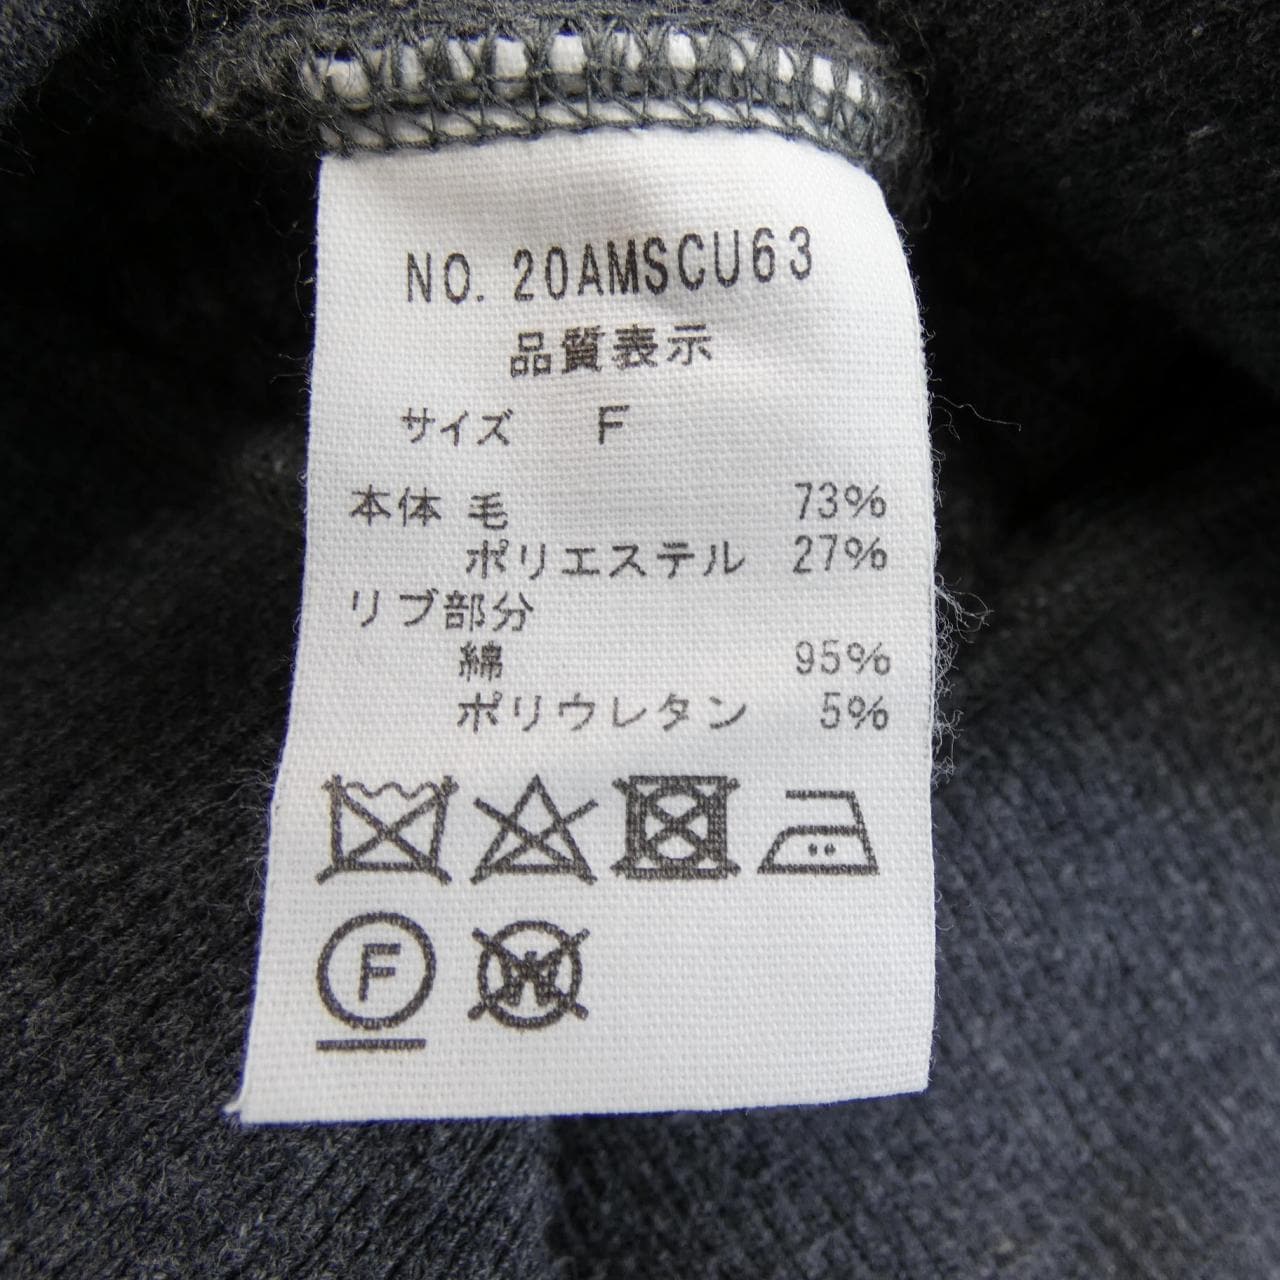 NO. 20AMSCU63
品質表示
サイズ F
本体 毛 73%
ポリエステル 27%
リブ部分
綿 95%
ポリウレタン 5%
F W